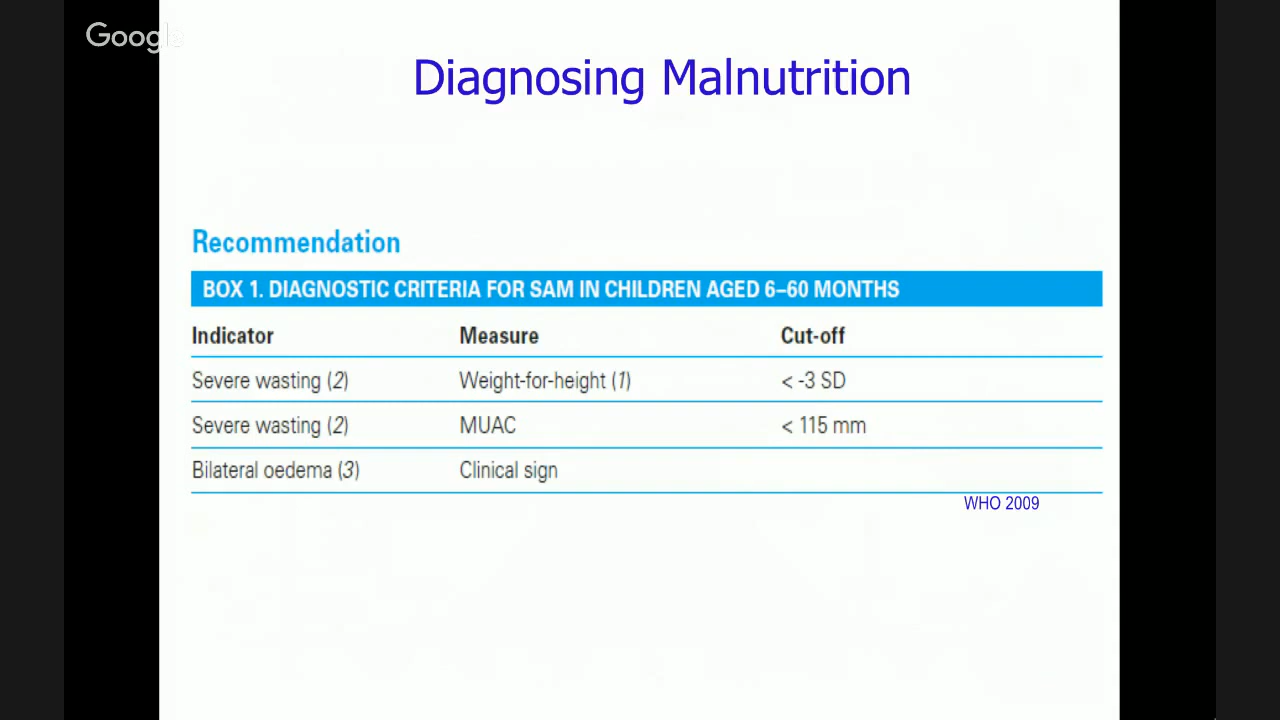 Google
Diagnosing Malnutrition
Recommendation
BOX 1. DIAGNOSTIC CRITERIA FOR SAM IN CHILDREN AGED 6–60 MONTHS
Indicator Measure Cut-off
Severe wasting (2) Weight-for-height (1) < -3 SD
Severe wasting (2) MUAC < 115 mm
Bilateral oedema (3) Clinical sign
WHO 2009